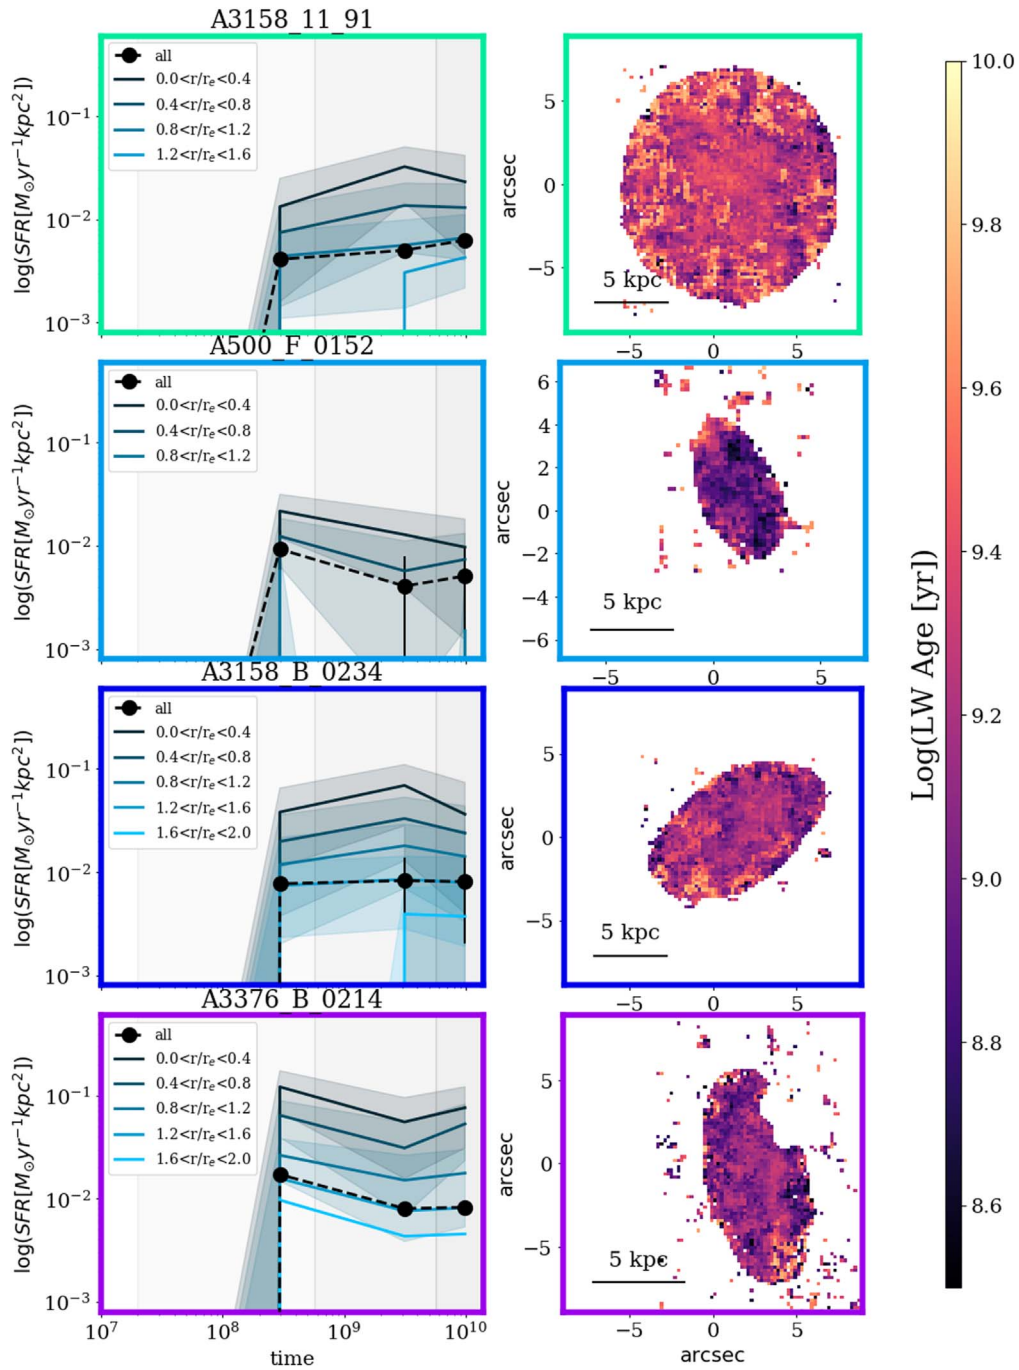 A3158_11_91
all
0.0<r/rₑ<0.4
0.4<r/rₑ<0.8
0.8<r/rₑ<1.2
1.2<r/rₑ<1.6
log(SFR[M⊙yr⁻¹kpc²])
10⁻¹
10⁻²
10⁻³
arcsec
5
0
−5
5 kpc
−5 0 5
A500_F_0152
all
0.0<r/rₑ<0.4
0.4<r/rₑ<0.8
0.8<r/rₑ<1.2
log(SFR[M⊙yr⁻¹kpc²])
10⁻¹
10⁻²
10⁻³
arcsec
6
4
2
0
−2
−4
−6
5 kpc
−5 0 5
A3158_B_0234
all
0.0<r/rₑ<0.4
0.4<r/rₑ<0.8
0.8<r/rₑ<1.2
1.2<r/rₑ<1.6
1.6<r/rₑ<2.0
log(SFR[M⊙yr⁻¹kpc²])
10⁻¹
10⁻²
10⁻³
arcsec
5
0
−5
5 kpc
−5 0 5
A3376_B_0214
all
0.0<r/rₑ<0.4
0.4<r/rₑ<0.8
0.8<r/rₑ<1.2
1.2<r/rₑ<1.6
1.6<r/rₑ<2.0
log(SFR[M⊙yr⁻¹kpc²])
10⁻¹
10⁻²
10⁻³
10⁷ 10⁸ 10⁹ 10¹⁰
time
arcsec
5
0
−5
5 kpc
−5 0 5
arcsec
Log(LW Age [yr])
10.0
9.8
9.6
9.4
9.2
9.0
8.8
8.6